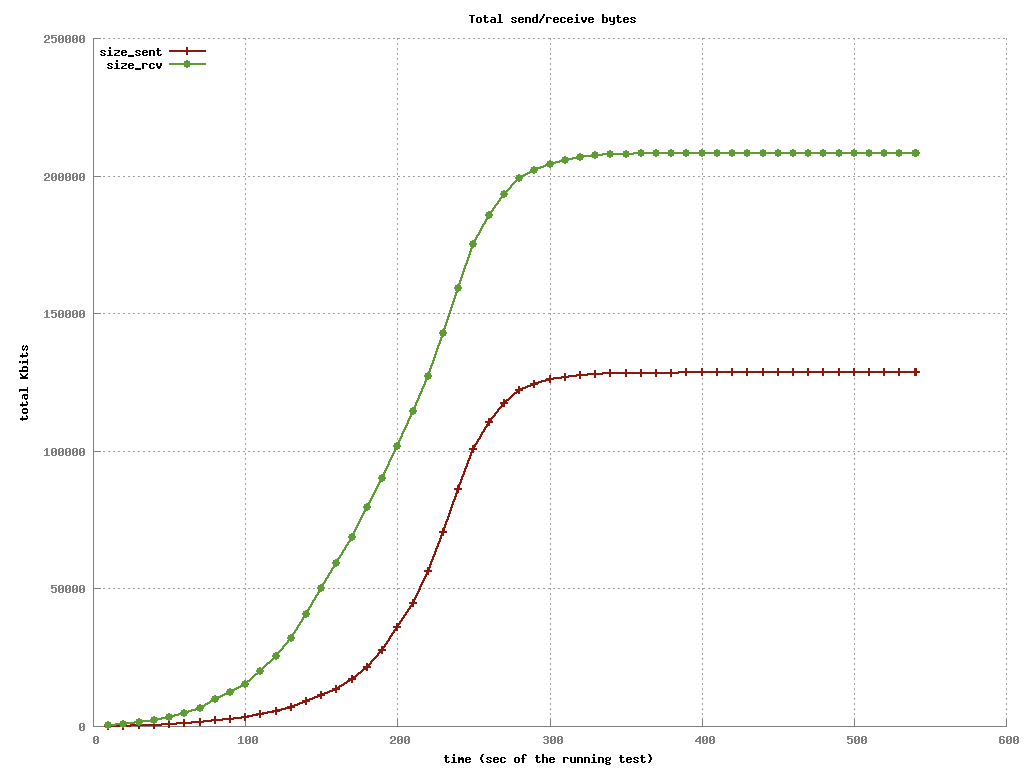 Total send/receive bytes
250000
size_sent
size_rcv
200000
150000
total Kbits
100000
50000
0
0 100 200 300 400 500 600
time (sec of the running test)